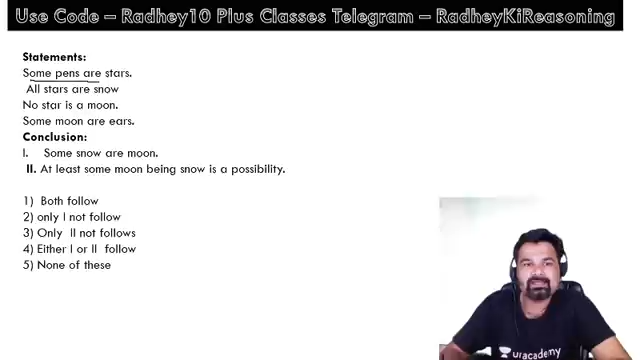 Use Code – Radhey10 Plus Classes Telegram – RadheyKiReasoning
Statements:
Some pens are stars.
All stars are snow
No star is a moon.
Some moon are ears.
Conclusion:
I. Some snow are moon.
II. At least some moon being snow is a possibility.
1) Both follow
2) only I not follow
3) Only II not follows
4) Either I or II follow
5) None of these
uracademy